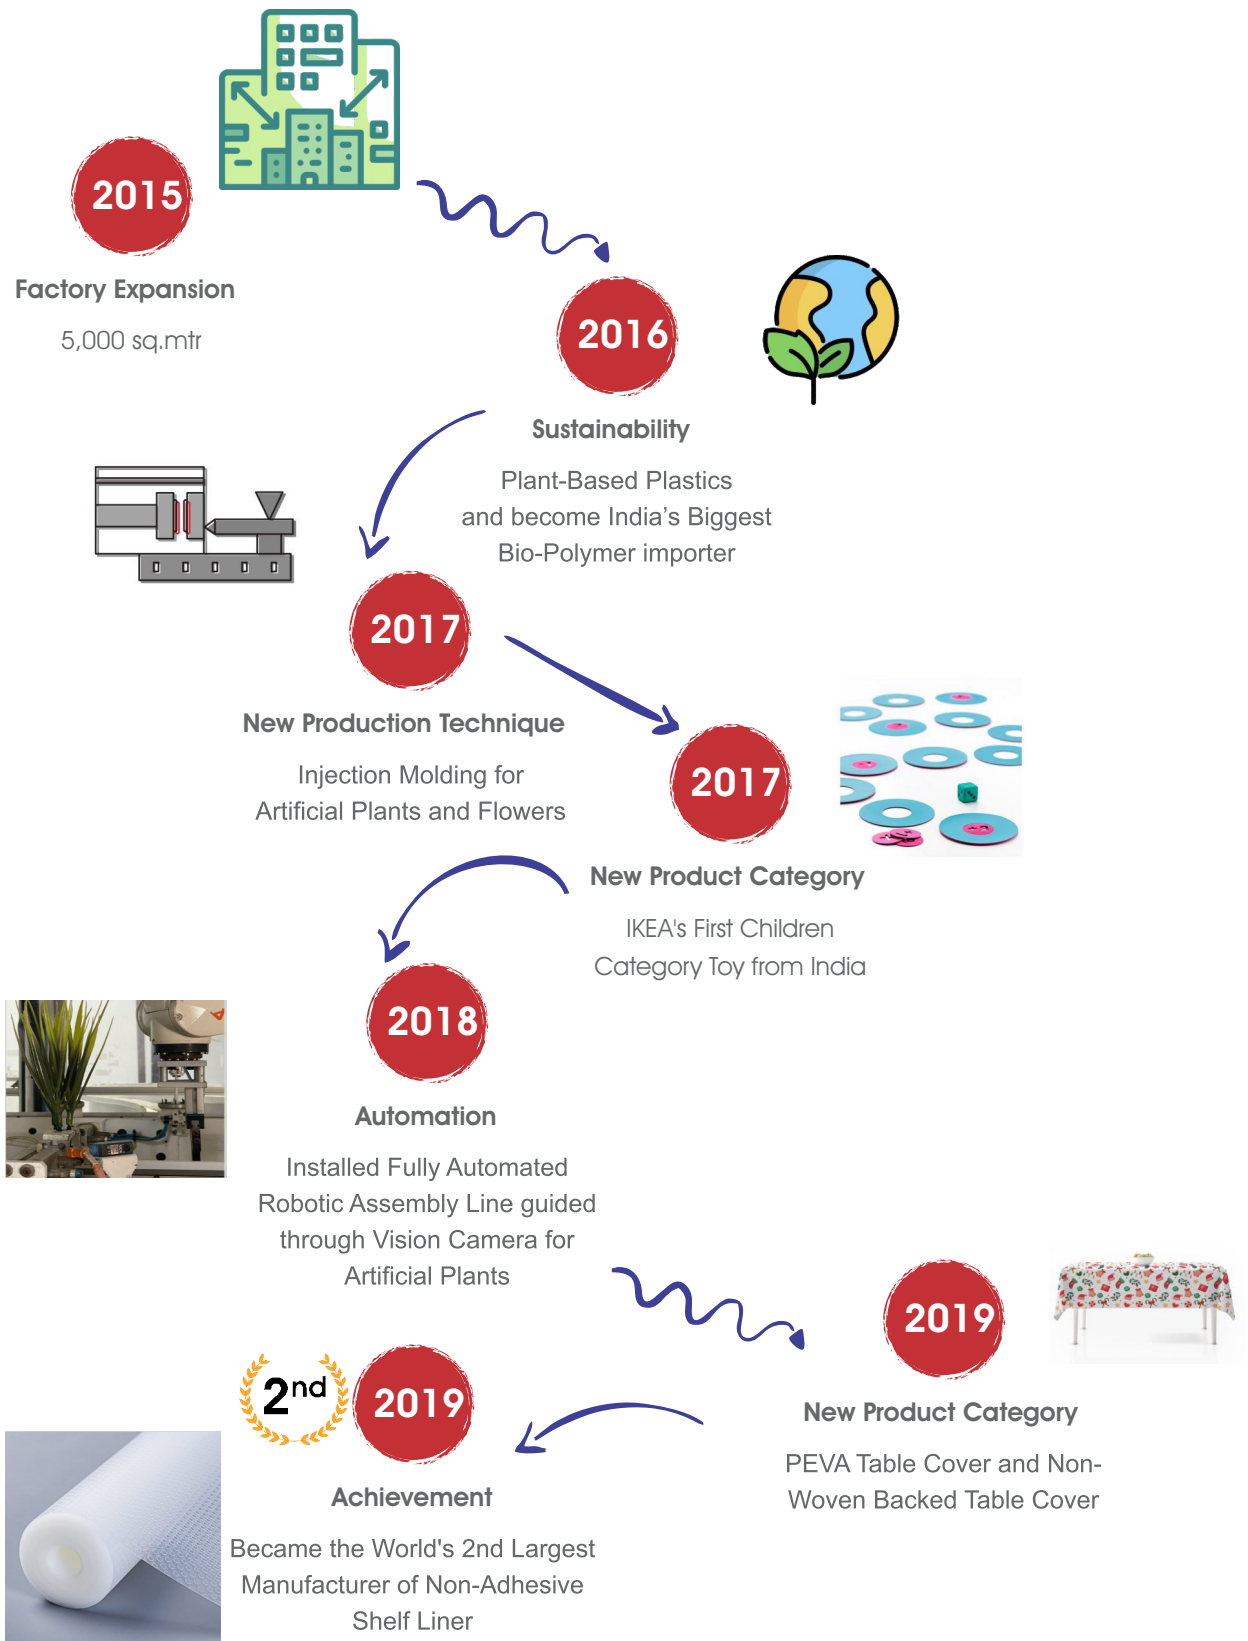 2015
Factory Expansion
5,000 sq.mtr
2016
Sustainability
Plant-Based Plastics
and become India’s Biggest
Bio-Polymer importer
2017
New Production Technique
Injection Molding for
Artificial Plants and Flowers
2017
New Product Category
IKEA's First Children
Category Toy from India
2018
Automation
Installed Fully Automated
Robotic Assembly Line guided
through Vision Camera for
Artificial Plants
2019
New Product Category
PEVA Table Cover and Non-
Woven Backed Table Cover
2nd
2019
Achievement
Became the World's 2nd Largest
Manufacturer of Non-Adhesive
Shelf Liner